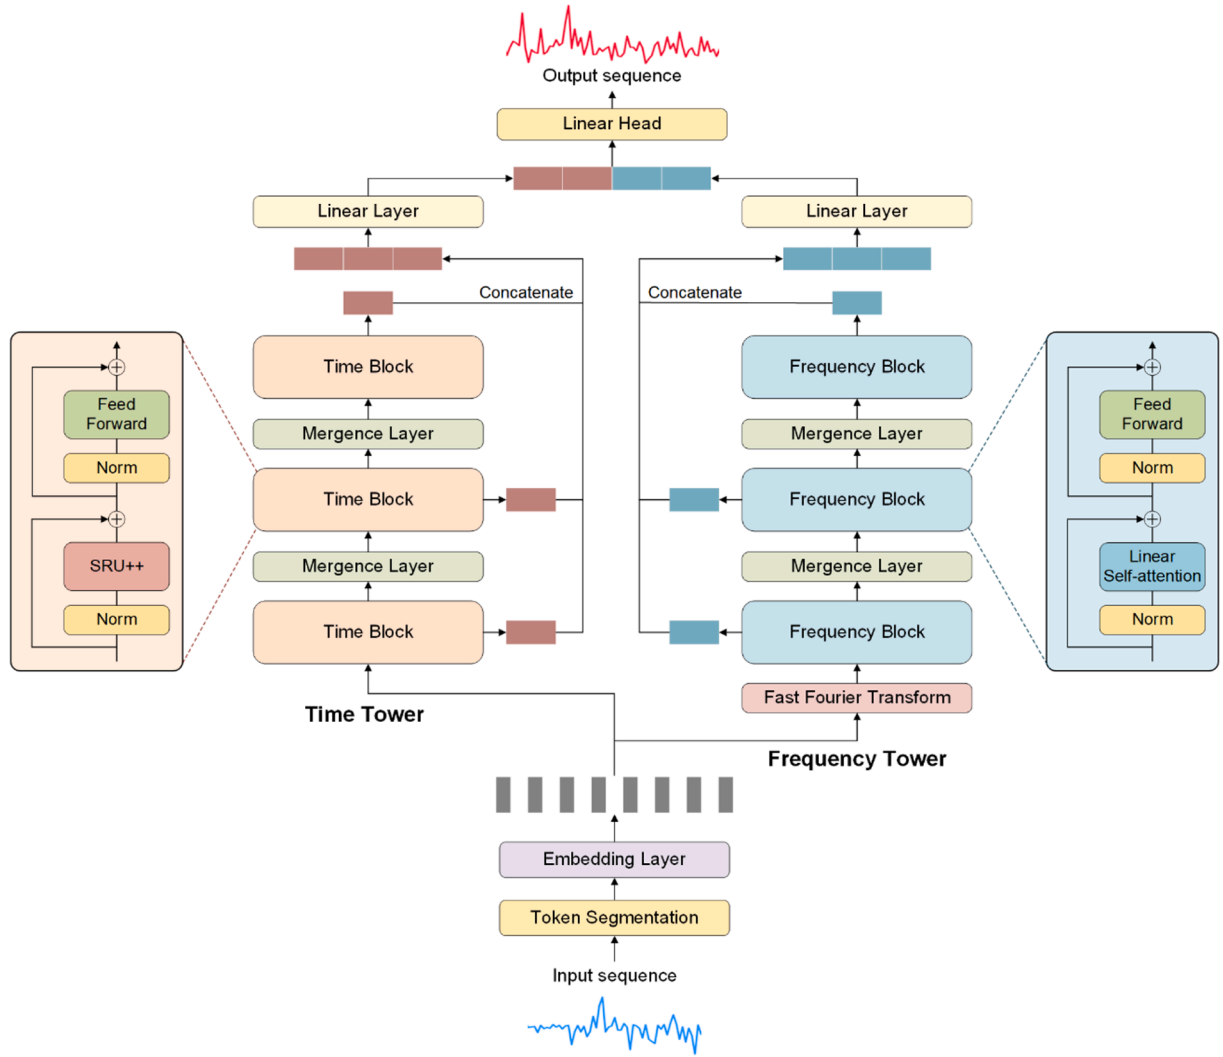 Output sequence
Linear Head
Linear Layer
Linear Layer
Concatenate
Concatenate
Time Block
Mergence Layer
Time Block
Mergence Layer
Time Block
Frequency Block
Mergence Layer
Frequency Block
Mergence Layer
Frequency Block
Fast Fourier Transform
Feed
Forward
Norm
SRU++
Norm
Feed
Forward
Norm
Linear
Self-attention
Norm
Time Tower
Frequency Tower
Embedding Layer
Token Segmentation
Input sequence